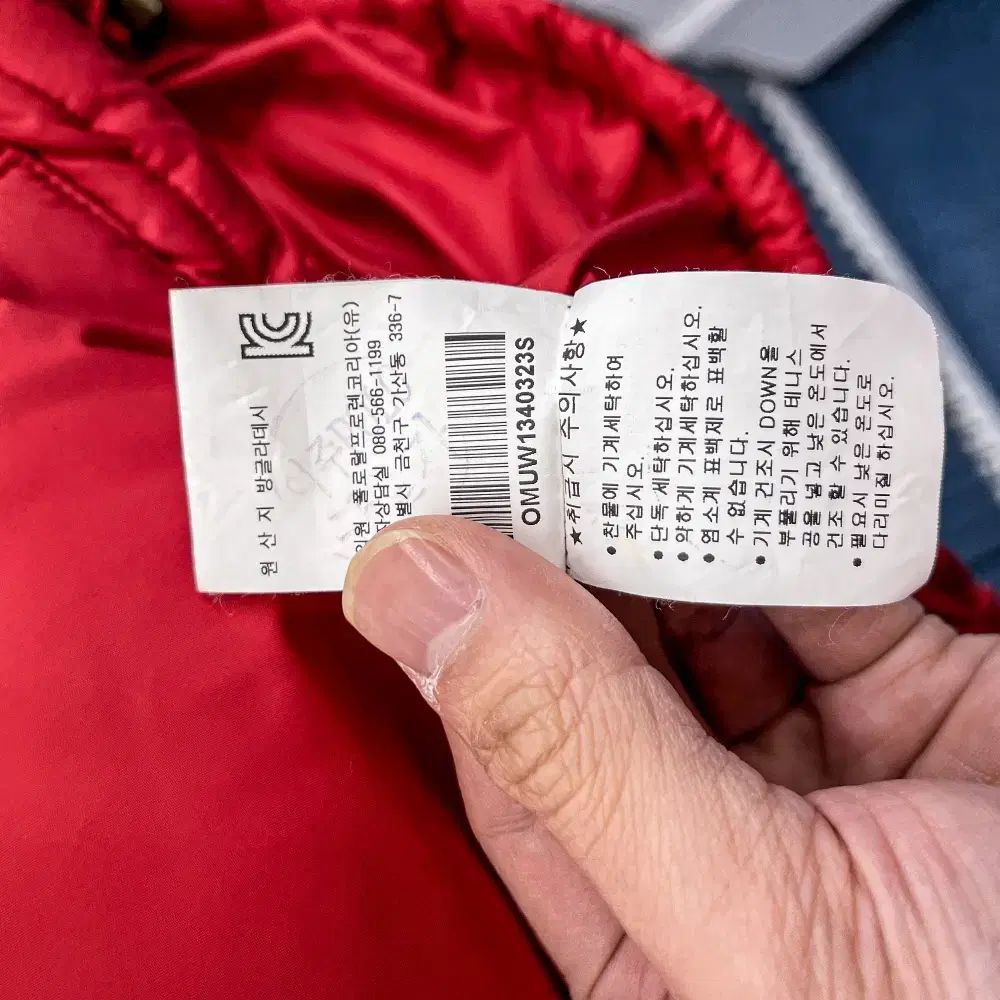 KC
원산지 방글라데시
폴로랄프로렌코리아(유)
080-566-1199
금천구 가산동 336-7
OMUW1340323S
★취급시 주의사항★
• 찬물에 기계세탁하여
주십시오.
• 단독 세탁하십시오.
• 약하게 기계세탁하십시오.
• 염소계 표백제로 표백할
수 없습니다.
• 기계 건조시 DOWN을
부풀리기 위해 테니스
공을 넣고 낮은 온도에서
건조 할 수 있습니다.
• 필요시 낮은 온도로
다리미질 하십시오.